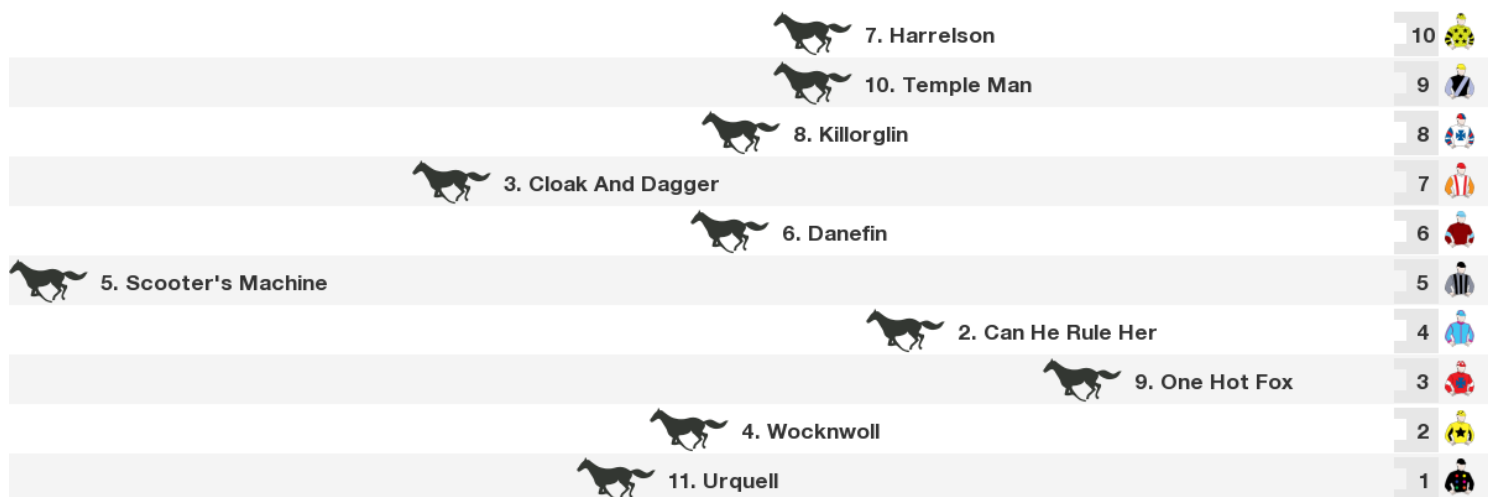 7. Harrelson 10
10. Temple Man 9
8. Killorglin 8
3. Cloak And Dagger 7
6. Danefin 6
5. Scooter's Machine 5
2. Can He Rule Her 4
9. One Hot Fox 3
4. Wocknwoll 2
11. Urquell 1